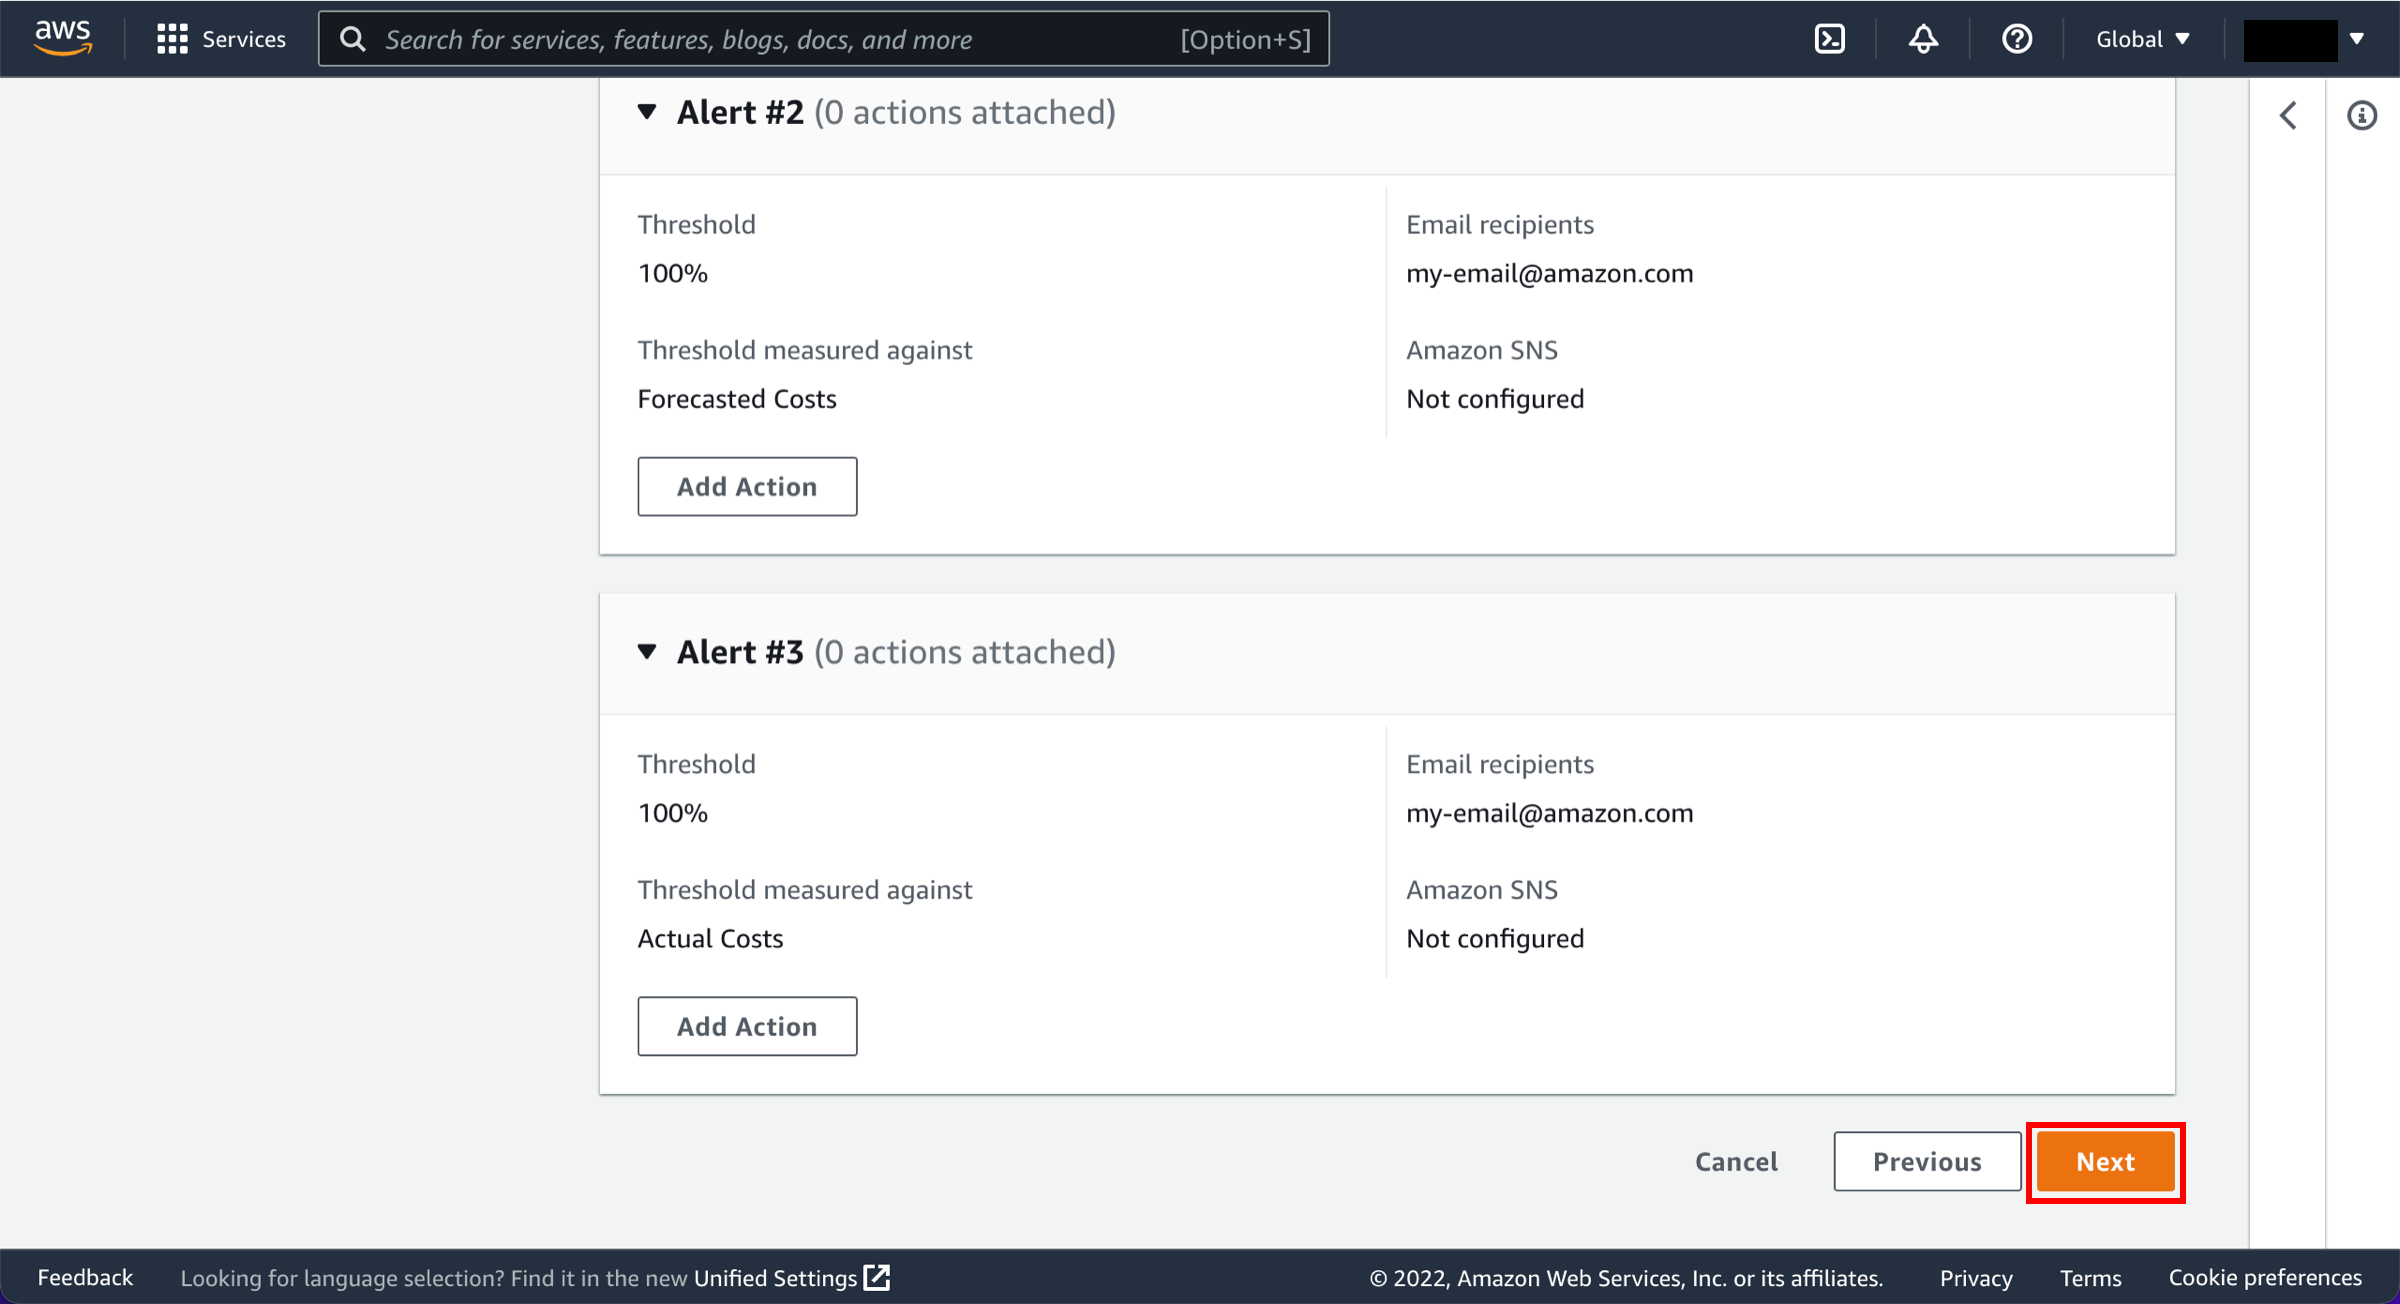 aws Services Search for services, features, blogs, docs, and more [Option+S] Global
Alert #2 (0 actions attached)
Threshold
100%
Threshold measured against
Forecasted Costs
Email recipients
my-email@amazon.com
Amazon SNS
Not configured
Add Action
Alert #3 (0 actions attached)
Threshold
100%
Threshold measured against
Actual Costs
Email recipients
my-email@amazon.com
Amazon SNS
Not configured
Add Action
Cancel Previous Next
Feedback Looking for language selection? Find it in the new Unified Settings © 2022, Amazon Web Services, Inc. or its affiliates. Privacy Terms Cookie preferences